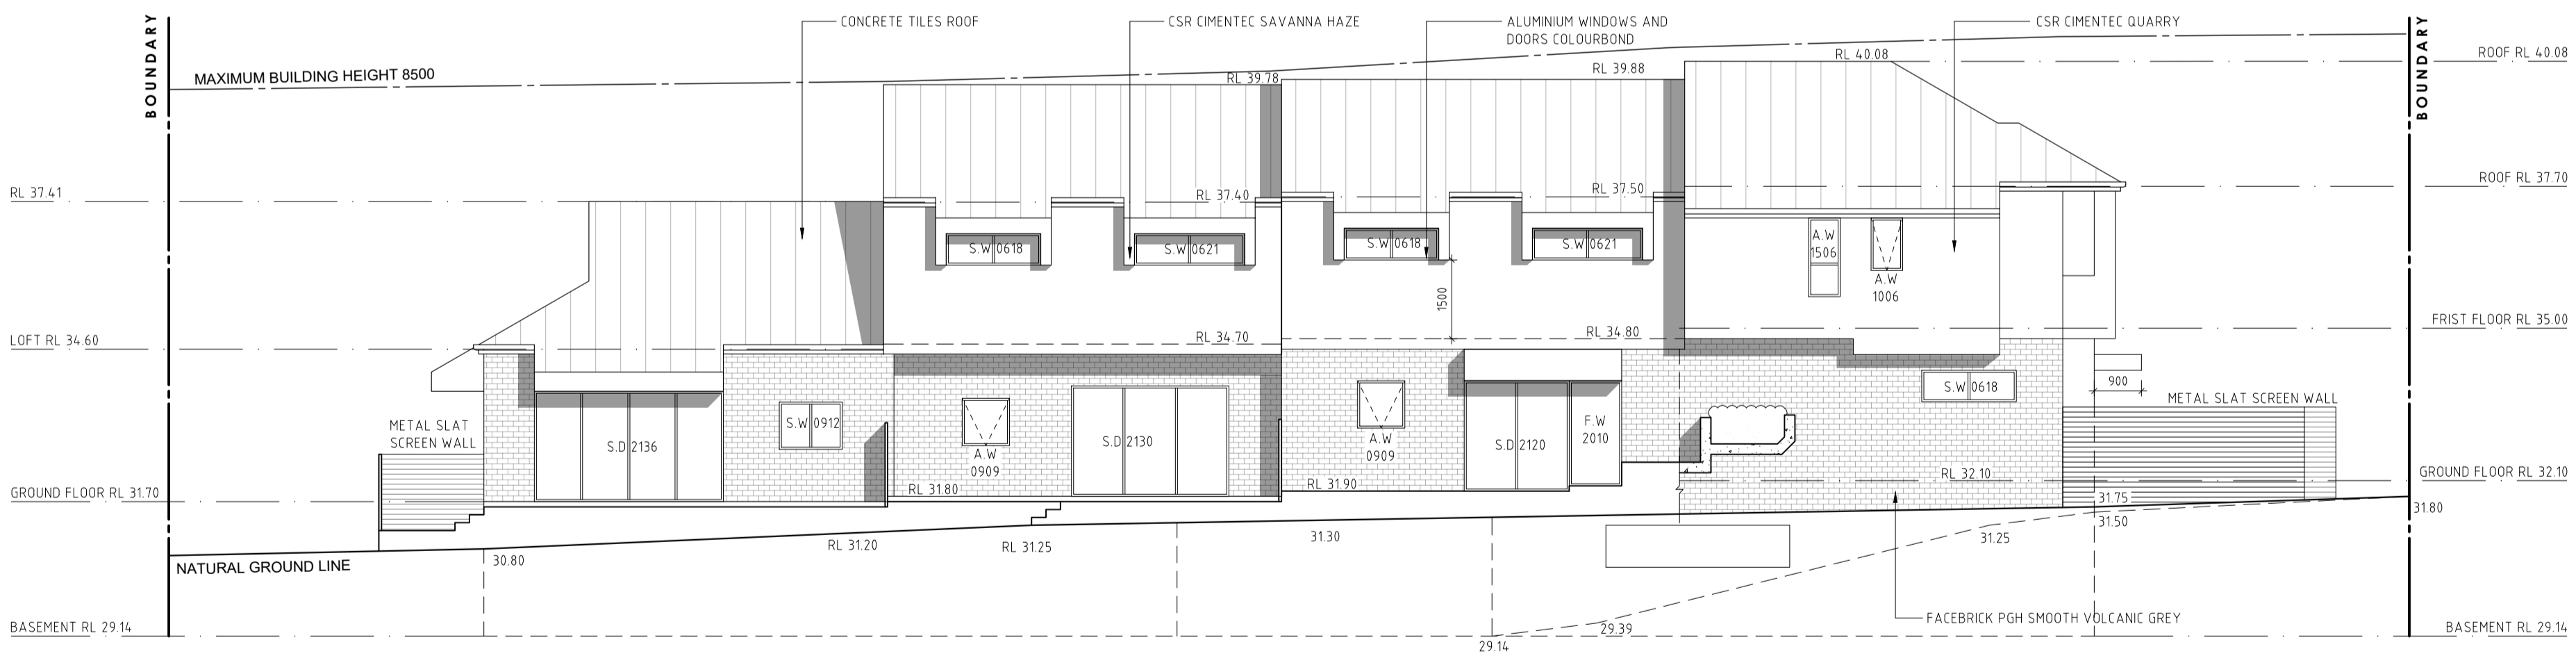 BOUNDARY
CONCRETE TILES ROOF
CSR CIMENTEC SAVANNA HAZE
ALUMINIUM WINDOWS AND
DOORS COLOURBOND
CSR CIMENTEC QUARRY
BOUNDARY
MAXIMUM BUILDING HEIGHT 8500
RL 39.78
RL 39.88
RL 40.08
ROOF RL 40.08
RL 37.41
RL 37.40
RL 37.50
ROOF RL 37.70
S.W 0618
S.W 0621
S.W 0618
S.W 0621
A.W
1506
A.W
1006
1500
LOFT RL 34.60
RL 34.70
RL 34.80
FRIST FLOOR RL 35.00
METAL SLAT
SCREEN WALL
S.D 2136
S.W 0912
A.W
0909
S.D 2130
A.W
0909
S.D 2120
F.W
2010
S.W 0618
900
METAL SLAT SCREEN WALL
GROUND FLOOR RL 31.70
RL 31.80
RL 31.90
RL 32.10
GROUND FLOOR RL 32.10
31.75
31.80
31.50
31.25
31.30
RL 31.25
RL 31.20
30.80
NATURAL GROUND LINE
FACEBRICK PGH SMOOTH VOLCANIC GREY
BASEMENT RL 29.14
29.39
29.14
BASEMENT RL 29.14